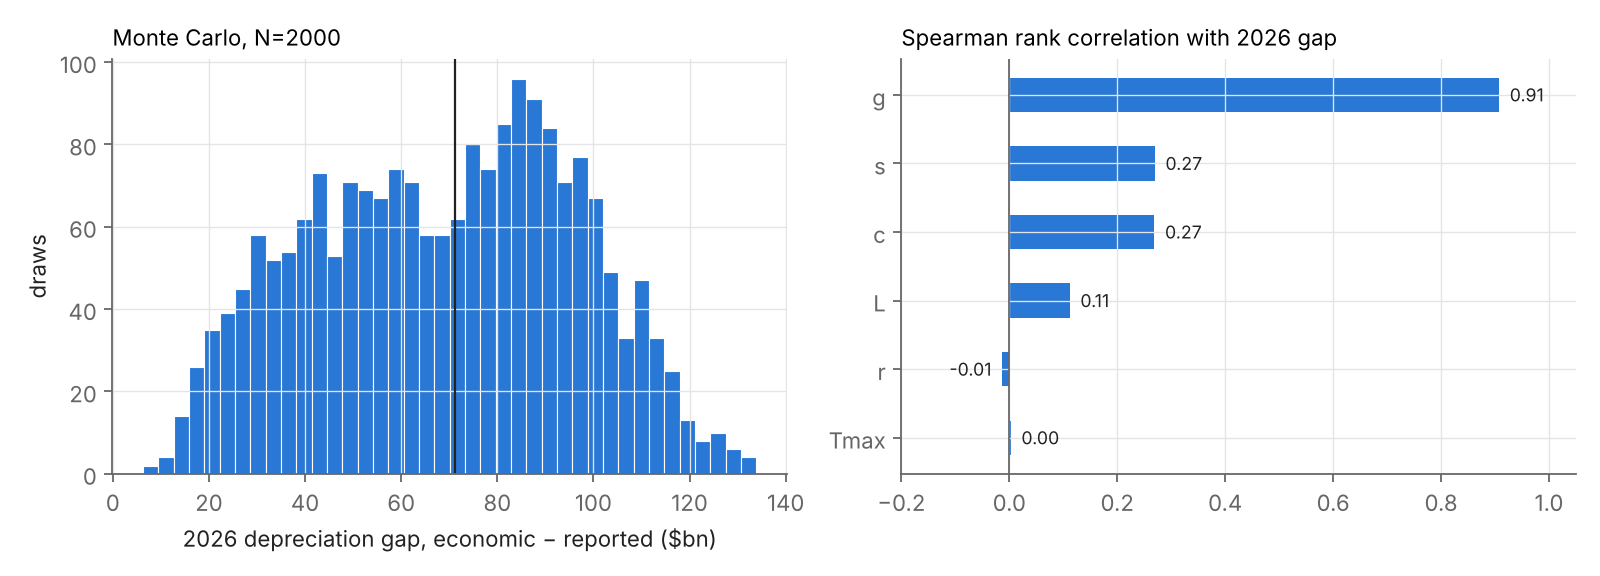 Monte Carlo, N=2000
100
80
60
40
20
0
draws
0 20 40 60 80 100 120 140
2026 depreciation gap, economic − reported ($bn)
Spearman rank correlation with 2026 gap
g 0.91
s 0.27
c 0.27
L 0.11
r −0.01
Tmax 0.00
−0.2 0.0 0.2 0.4 0.6 0.8 1.0